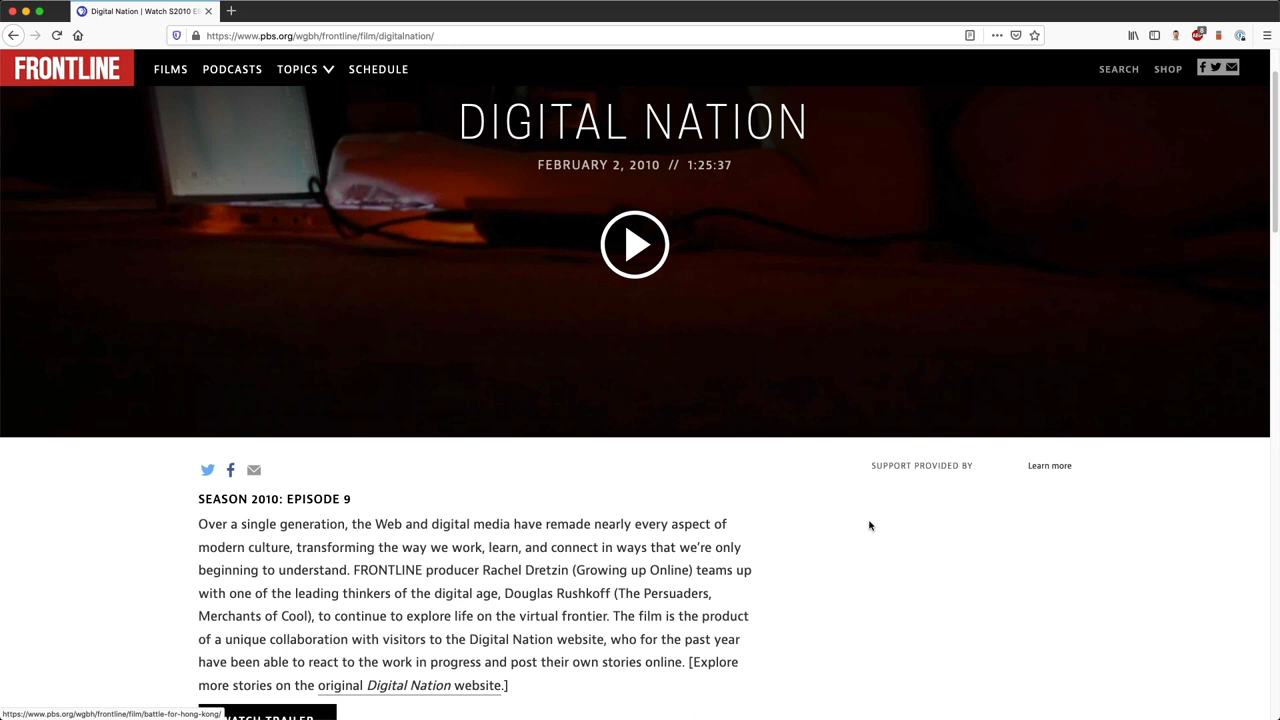 Digital Nation | Watch S2010 E
https://www.pbs.org/wgbh/frontline/film/digitalnation/
FRONTLINE
FILMS
PODCASTS
TOPICS
SCHEDULE
SEARCH
SHOP
DIGITAL NATION
FEBRUARY 2, 2010 // 1:25:37
SUPPORT PROVIDED BY
Learn more
SEASON 2010: EPISODE 9
Over a single generation, the Web and digital media have remade nearly every aspect of
modern culture, transforming the way we work, learn, and connect in ways that we're only
beginning to understand. FRONTLINE producer Rachel Dretzin (Growing up Online) teams up
with one of the leading thinkers of the digital age, Douglas Rushkoff (The Persuaders,
Merchants of Cool), to continue to explore life on the virtual frontier. The film is the product
of a unique collaboration with visitors to the Digital Nation website, who for the past year
have been able to react to the work in progress and post their own stories online. [Explore
more stories on the original Digital Nation website.]
WATCH TRAILER
https://www.pbs.org/wgbh/frontline/film/battle-for-hong-kong/